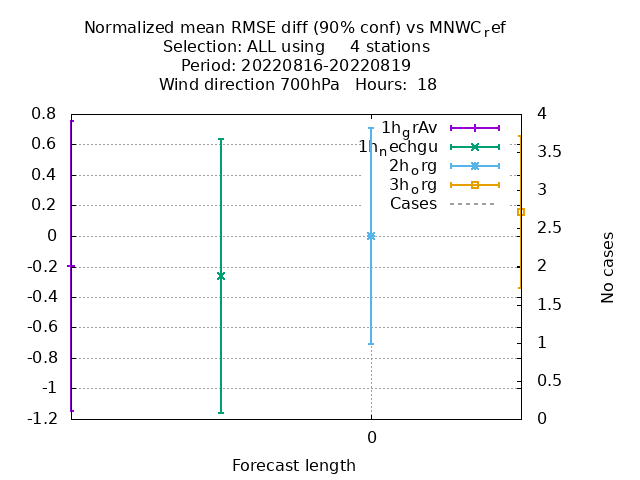 Normalized mean RMSE diff (90% conf) vs MNWC_ref
Selection: ALL using     4 stations
Period: 20220816-20220819
Wind direction 700hPa   Hours:  18
0.8
0.6
0.4
0.2
0
-0.2
-0.4
-0.6
-0.8
-1
-1.2
4
3.5
3
2.5
2
1.5
1
0.5
0
1h_grAv
1h_nechgu
2h_org
3h_org
Cases
No cases
0
Forecast length